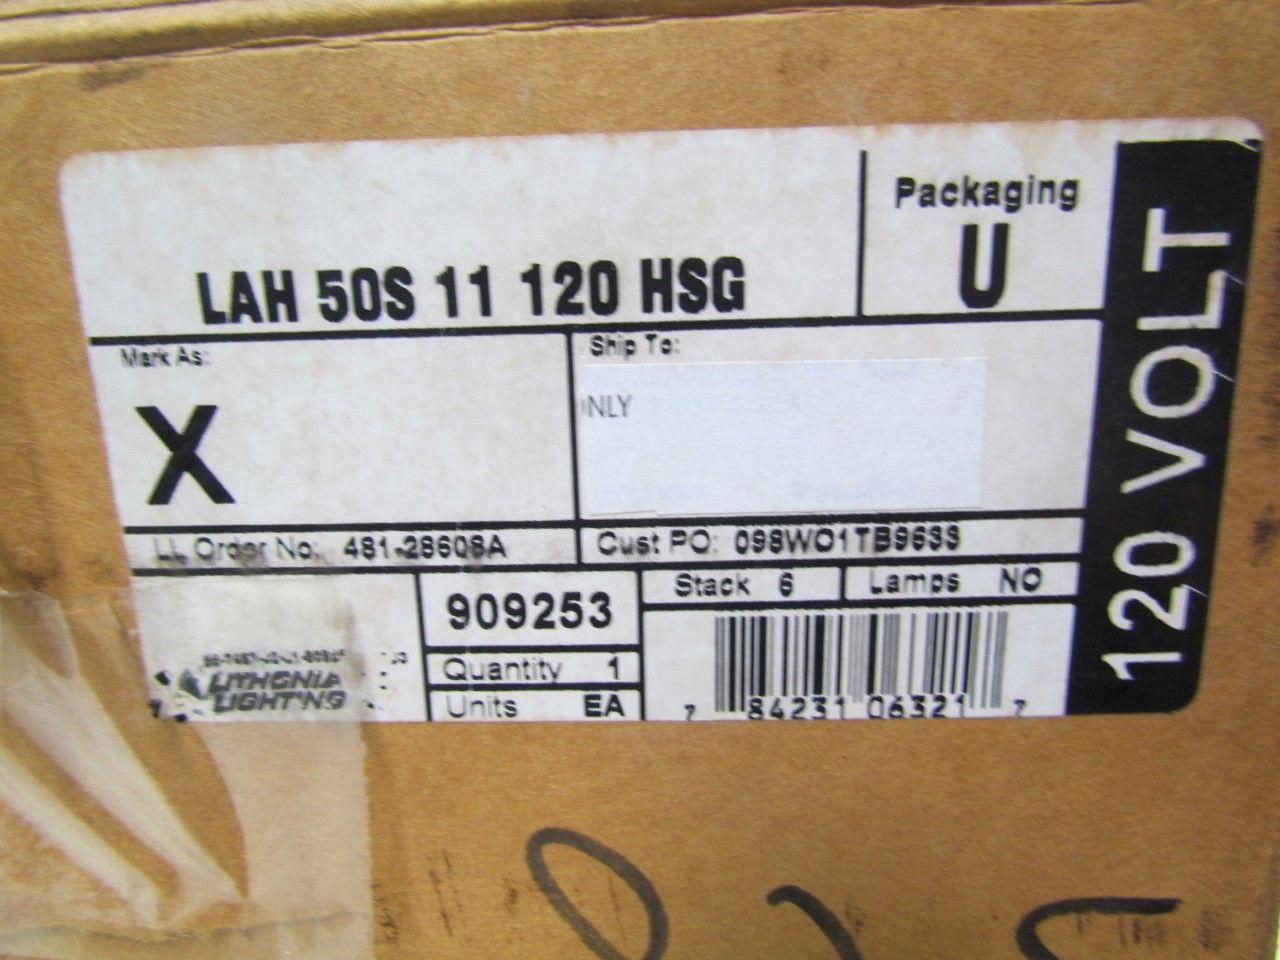 LAH 50S 11 120 HSG
Packaging
U
120 VOLT
Mark As:
X
Ship To:
NLY
LL Order No: 481-28608A
Cust PO: 098WO1TB9633
909253
Stack 6
Lamps NO
Quantity 1
Units EA
LITHONIA
LIGHTING
7 84231 06321 7